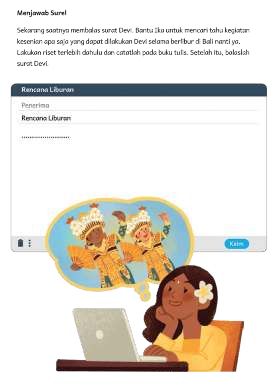 Menjawab Surel
Sekarang saatnya membalas surat Devi. Bantu Ika untuk mencari tahu kegiatan
kesenian apa saja yang dapat dilakukan Devi selama berlibur di Bali nanti ya.
Lakukan riset terlebih dahulu dan catatlah pada buku tulis. Setelah itu, balaslah
surat Devi.
Rencana Liburan
Penerima
Rencana Liburan
........................
Kirim